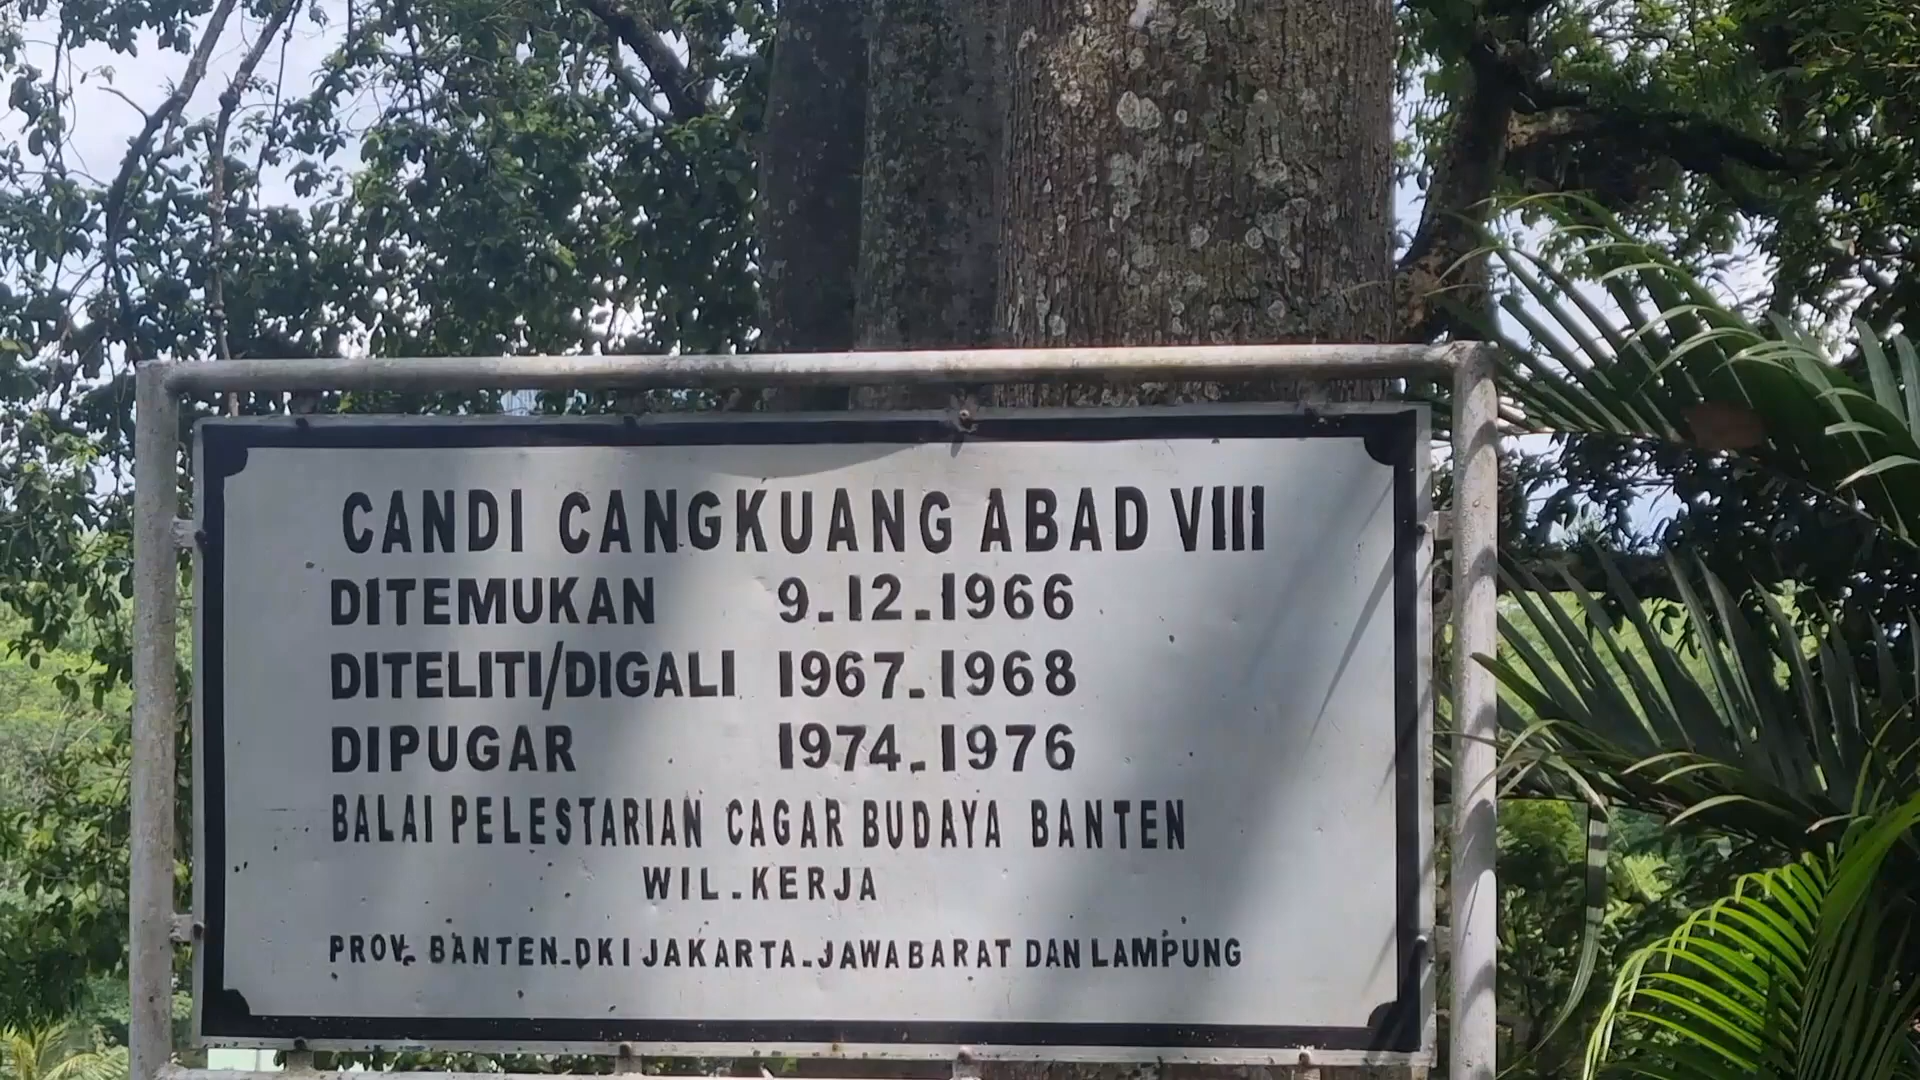 CANDI CANGKUANG ABAD VIII
DITEMUKAN 9-12-1966
DITELITI/DIGALI 1967-1968
DIPUGAR 1974-1976
BALAI PELESTARIAN CAGAR BUDAYA BANTEN
WIL.KERJA
PROV. BANTEN-DKI JAKARTA-JAWABARAT DAN LAMPUNG